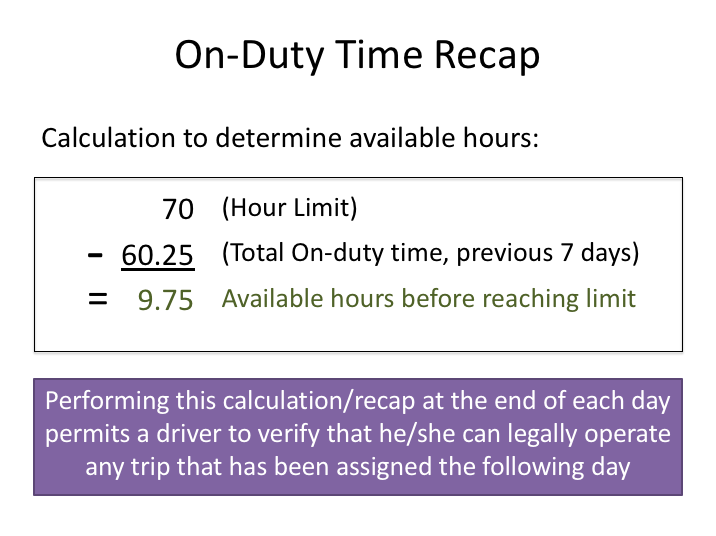 On-Duty Time Recap
Calculation to determine available hours:
70 (Hour Limit)
- 60.25 (Total On-duty time, previous 7 days)
= 9.75 Available hours before reaching limit
Performing this calculation/recap at the end of each day
permits a driver to verify that he/she can legally operate
any trip that has been assigned the following day